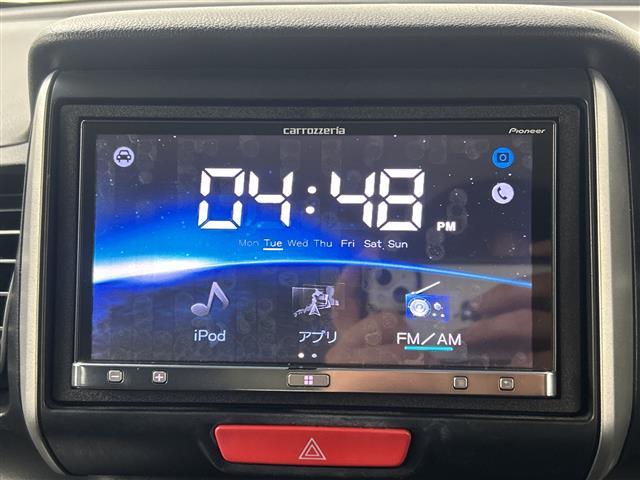 carrozzeria
Pioneer
04:48 PM
Mon Tue Wed Thu Fri Sat Sun
iPod
アプリ
FM/AM